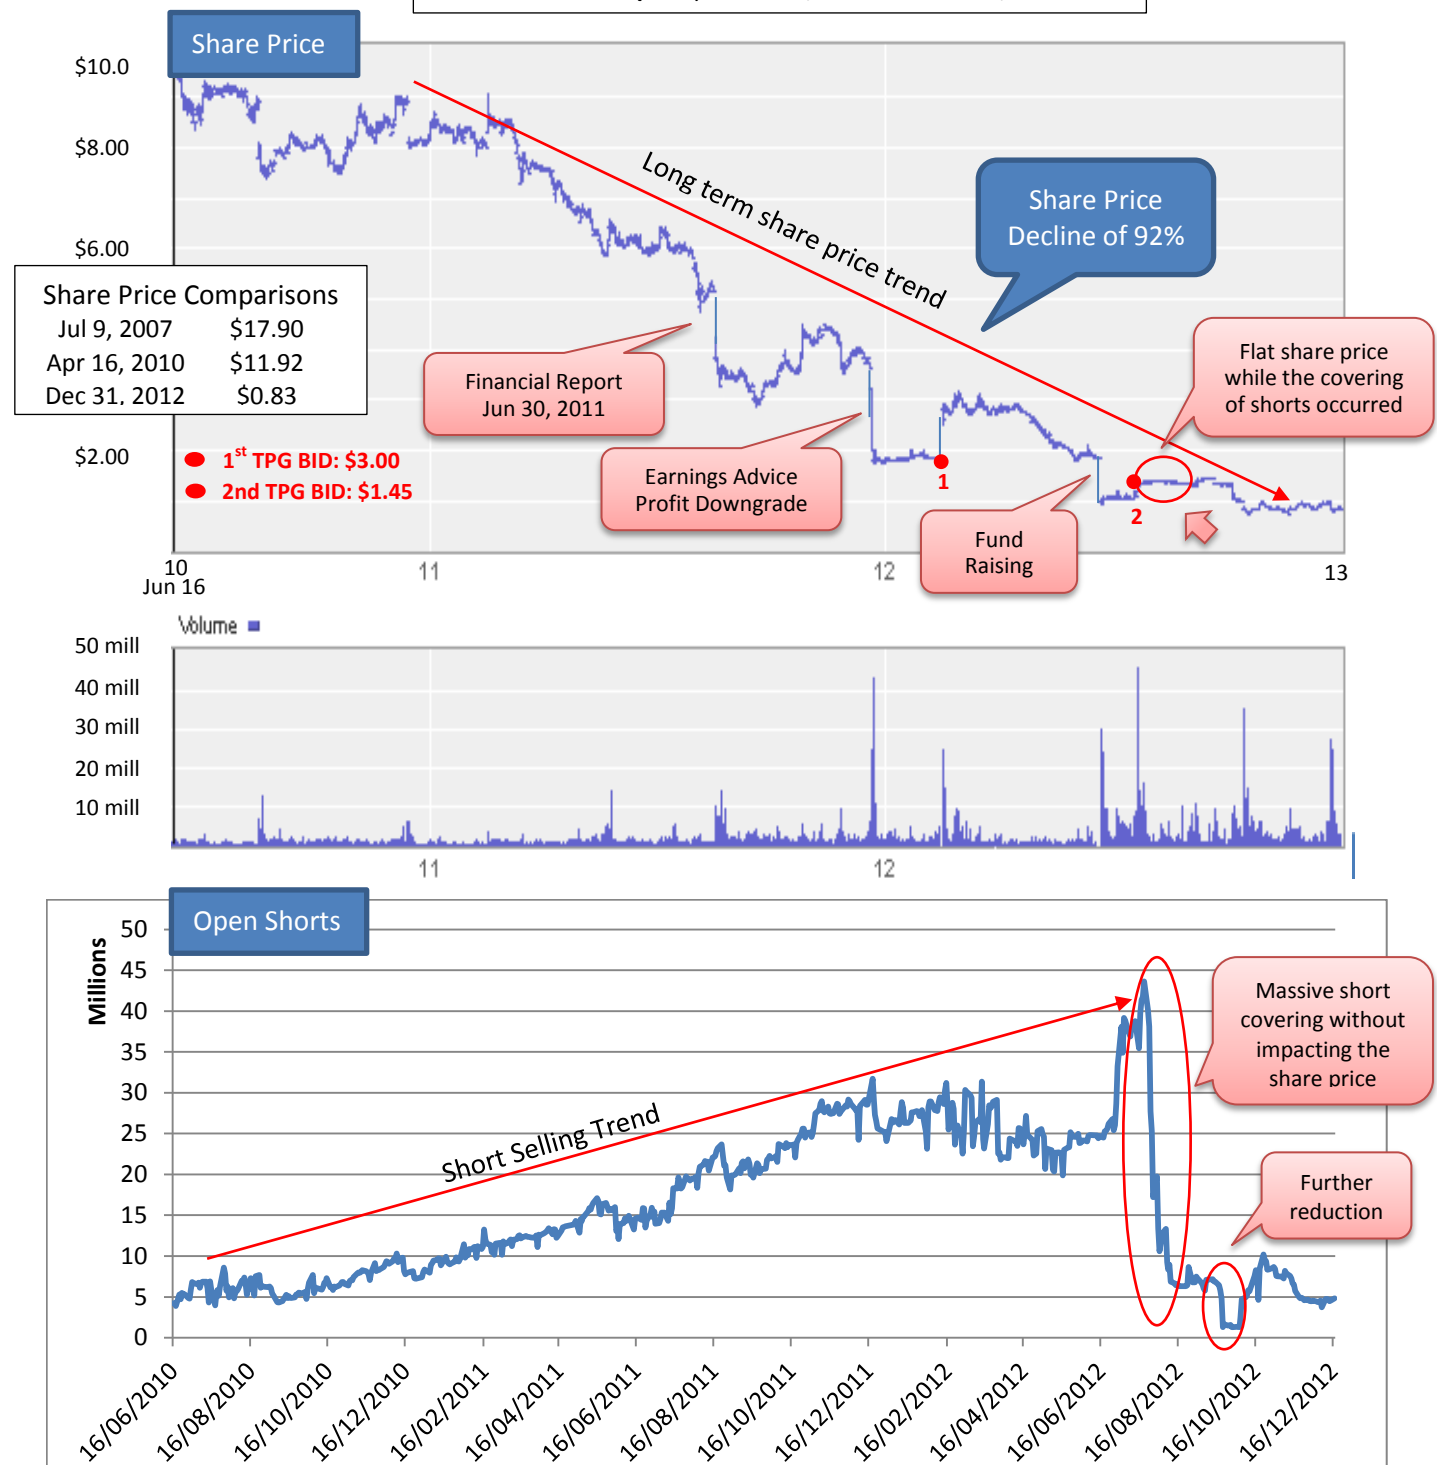 Share Price
$10.0
$8.00
$6.00
$2.00
Long term share price trend
Share Price
Decline of 92%
Share Price Comparisons
Jul 9, 2007 $17.90
Apr 16, 2010 $11.92
Dec 31, 2012 $0.83
Financial Report
Jun 30, 2011
Flat share price
while the covering
of shorts occurred
1st TPG BID: $3.00
2nd TPG BID: $1.45
Earnings Advice
Profit Downgrade
1
2
Fund
Raising
10
Jun 16
11
12
13
Volume
50 mill
40 mill
30 mill
20 mill
10 mill
11
12
Open Shorts
Millions
50
45
40
35
30
25
20
15
10
5
0
Short Selling Trend
Massive short
covering without
impacting the
share price
Further
reduction
16/06/2010
16/08/2010
16/10/2010
16/12/2010
16/02/2011
16/04/2011
16/06/2011
16/08/2011
16/10/2011
16/12/2011
16/02/2012
16/04/2012
16/06/2012
16/08/2012
16/10/2012
16/12/2012